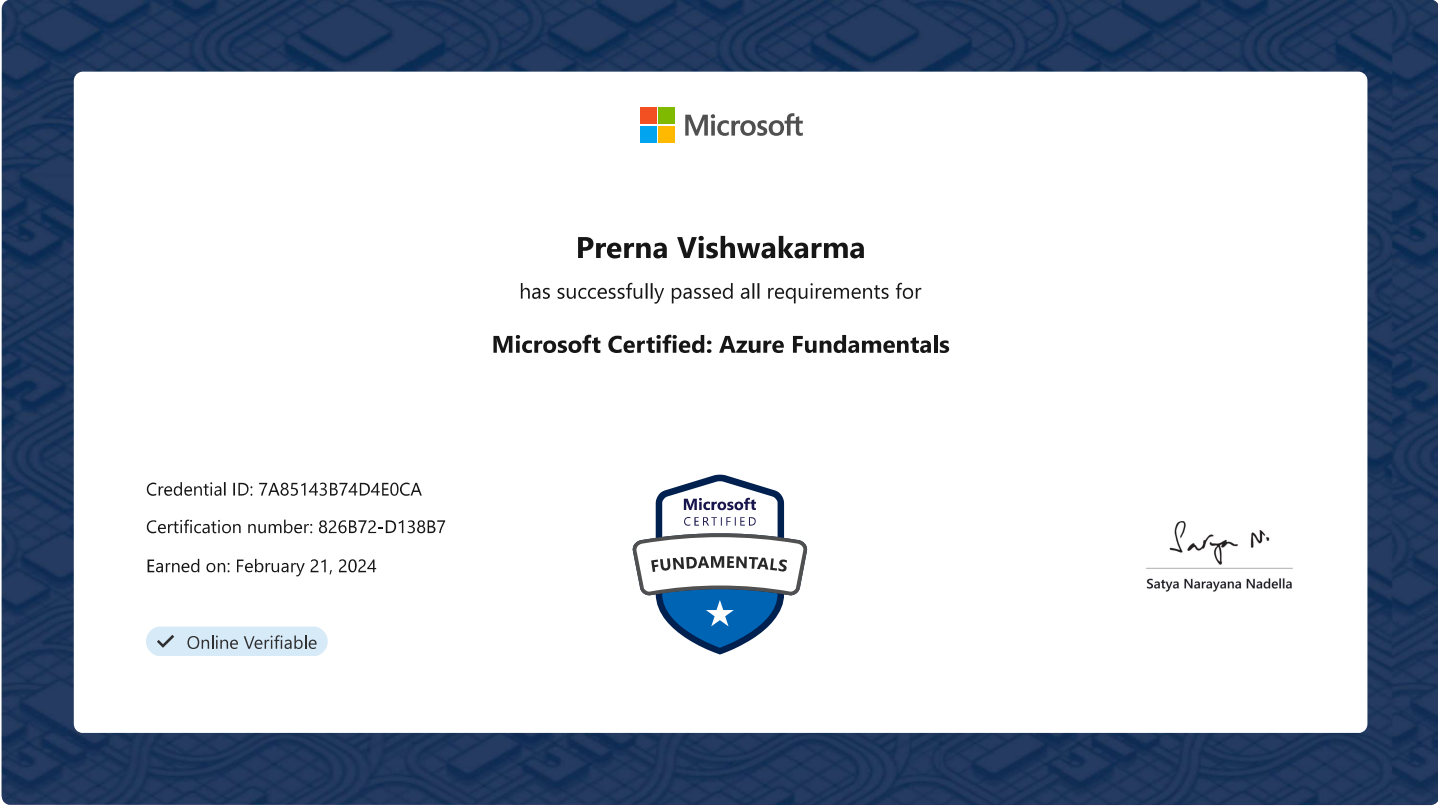 Microsoft
Prerna Vishwakarma
has successfully passed all requirements for
Microsoft Certified: Azure Fundamentals
Credential ID: 7A85143B74D4E0CA
Certification number: 826B72-D138B7
Earned on: February 21, 2024
Online Verifiable
Microsoft
CERTIFIED
FUNDAMENTALS
Satya N.
Satya Narayana Nadella